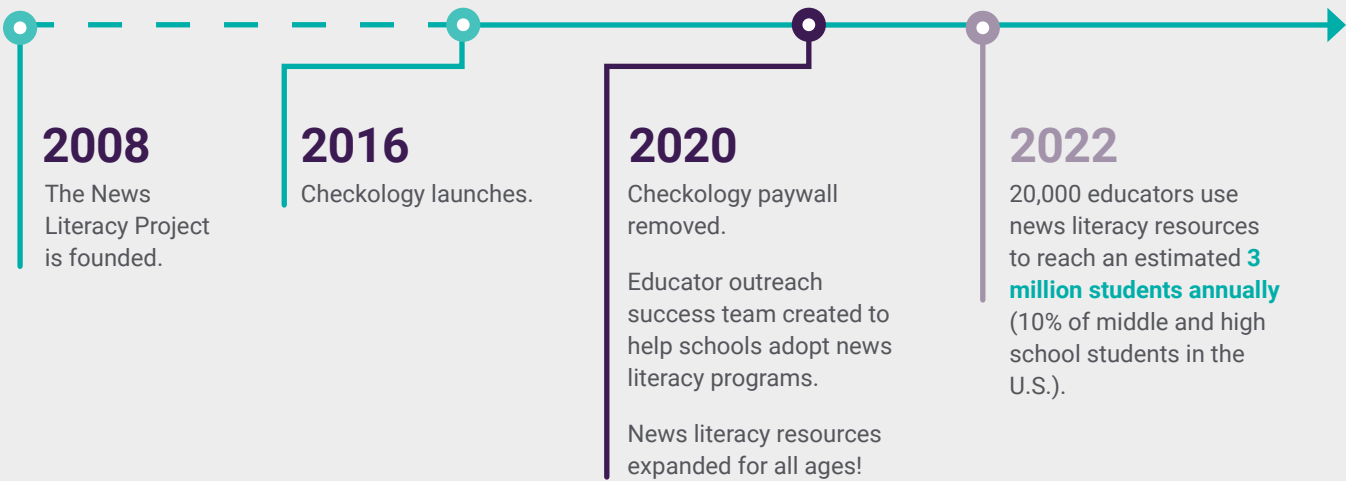 2008
The News
Literacy Project
is founded.
2016
Checkology launches.
2020
Checkology paywall
removed.
Educator outreach
success team created to
help schools adopt news
literacy programs.
News literacy resources
expanded for all ages!
2022
20,000 educators use
news literacy resources
to reach an estimated 3
million students annually
(10% of middle and high
school students in the
U.S.).